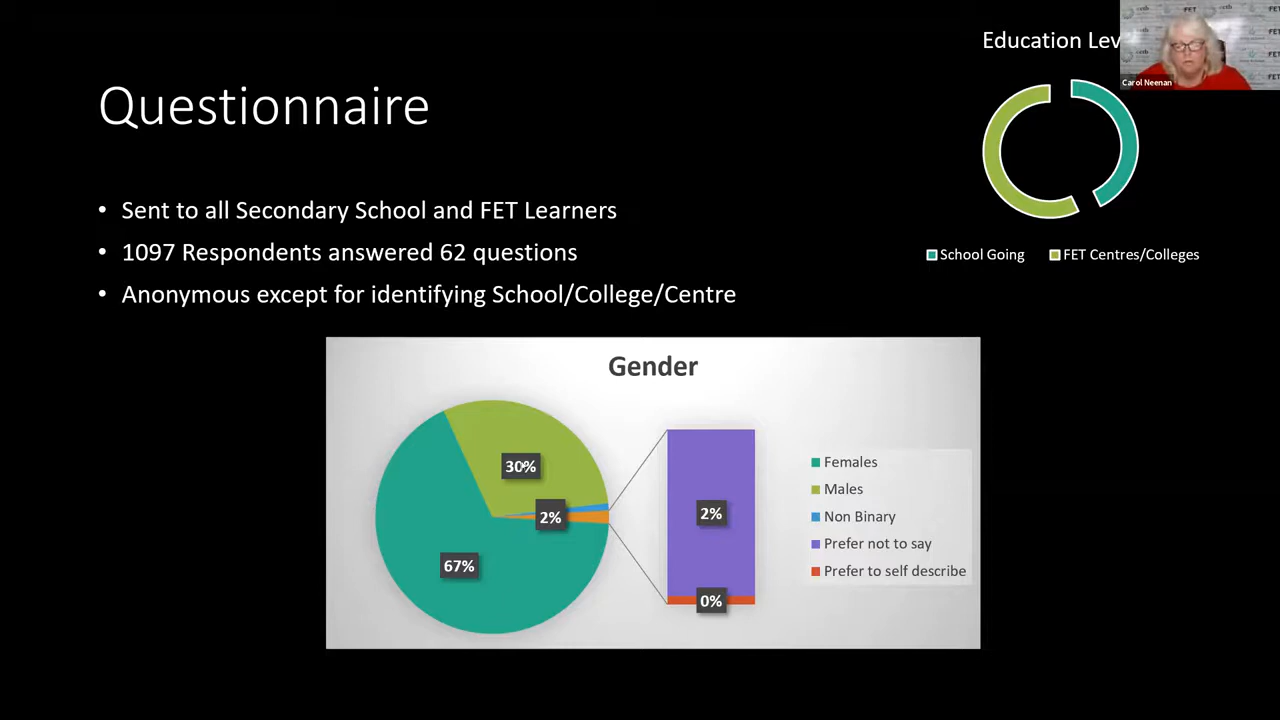 Education Lev
Carol Neenan
Questionnaire
• Sent to all Secondary School and FET Learners
• 1097 Respondents answered 62 questions
• Anonymous except for identifying School/College/Centre
School Going
FET Centres/Colleges
Gender
30%
2%
67%
2%
0%
Females
Males
Non Binary
Prefer not to say
Prefer to self describe
FET
FET